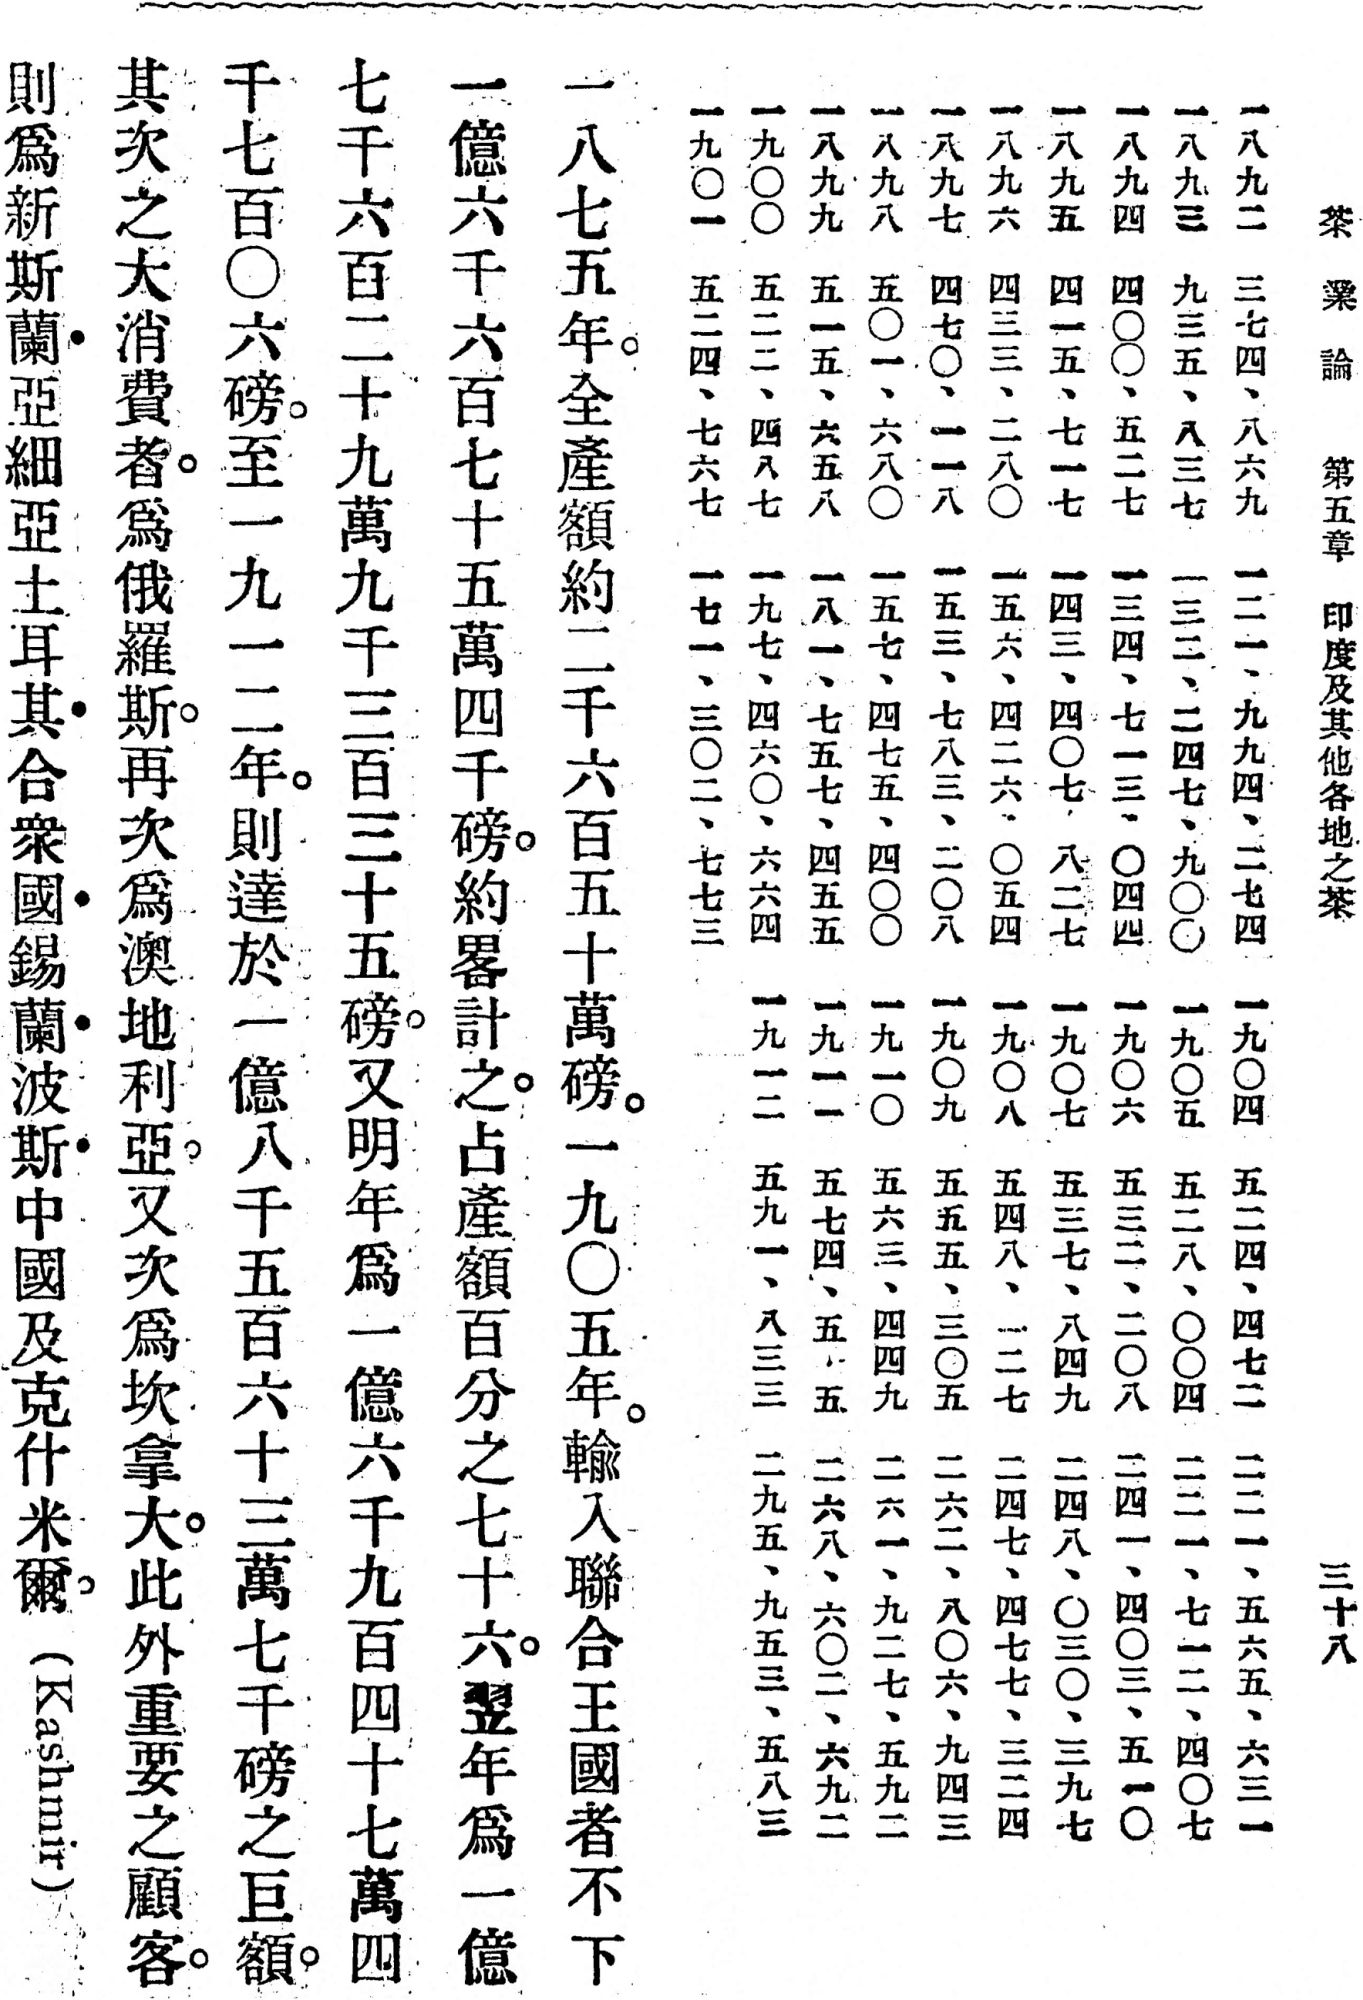 茶業論　第五章　印度及其他各地之茶　三十八
一八九二　三七四、八六九　一二一、九九四、二七四　一九〇四　五二四、四七二　二二一、五六五、六三一
一八九三　九三五、八三七　一三二、二四七、九〇〇　一九〇五　五二八、〇〇四　二二一、七一二、四〇七
一八九四　四〇〇、五二七　一三四、七一三、〇四四　一九〇六　五三二、二〇八　二四一、四〇三、五一〇
一八九五　四一五、七一七　一四三、四〇七、八二七　一九〇七　五三七、八四九　二四八、〇三〇、三九七
一八九六　四三三、二八〇　一五六、四二六、〇五四　一九〇八　五四八、一二七　二四七、四七七、三二四
一八九七　四七〇、一一八　一五三、七八三、二〇八　一九〇九　五五五、三〇五　二六二、八〇六、九四三
一八九八　五〇一、六八〇　一五七、四七五、四〇〇　一九一〇　五六三、四四九　二六一、九二七、五九二
一八九九　五一五、六五八　一八一、七五七、四五五　一九一一　五七四、五　五　二六八、六〇二、六九二
一九〇〇　五二二、四八七　一九七、四六〇、六六四　一九一二　五九一、八三三　二九五、九五三、五八三
一九〇一　五二四、七六七　一七一、三〇二、七七三
一八七五年。全產額約二千六百五十萬磅。一九〇五年。輸入聯合王國者不下
一億六千六百七十五萬四千磅。約畧計之。占產額百分之七十六。翌年爲一億
七千六百二十九萬九千三百三十五磅。又明年爲一億六千九百四十七萬四
千七百〇六磅。至一九一二年。則達於一億八千五百六十三萬七千磅之巨額。
其次之大消費者。爲俄羅斯。再次爲澳地利亞。又次爲坎拿大。此外重要之顧客。
則爲新斯蘭•亞細亞土耳其•合衆國•錫蘭•波斯•中國及克什米爾。（Kashmir）